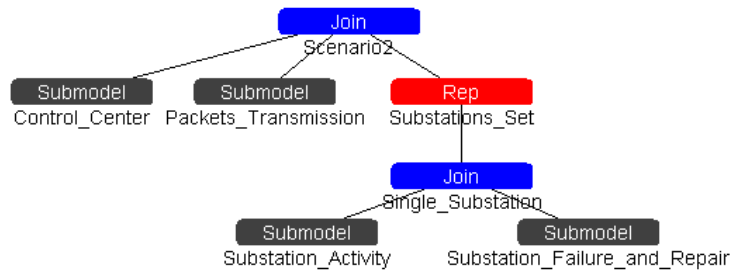 Join
Scenario2
Submodel Submodel Rep
Control_Center Packets_Transmission Substations_Set
Join
Single_Substation
Submodel Submodel
Substation_Activity Substation_Failure_and_Repair